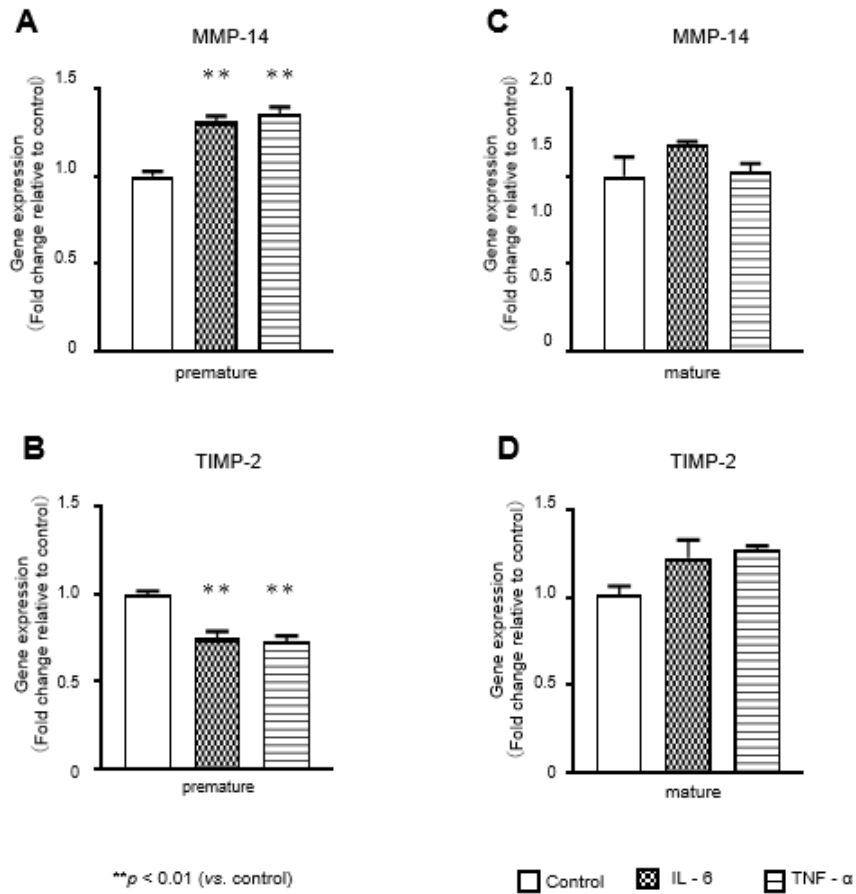 A
MMP-14
Gene expression
(Fold change relative to control)
1.5
1.0
0.5
0
** **
premature
C
MMP-14
Gene expression
(Fold change relative to control)
2.0
1.5
1.0
0.5
0
mature
B
TIMP-2
Gene expression
(Fold change relative to control)
1.5
1.0
0.5
0
** **
premature
D
TIMP-2
Gene expression
(Fold change relative to control)
1.5
1.0
0.5
0
mature
**p < 0.01 (vs. control)
Control IL - 6 TNF - α